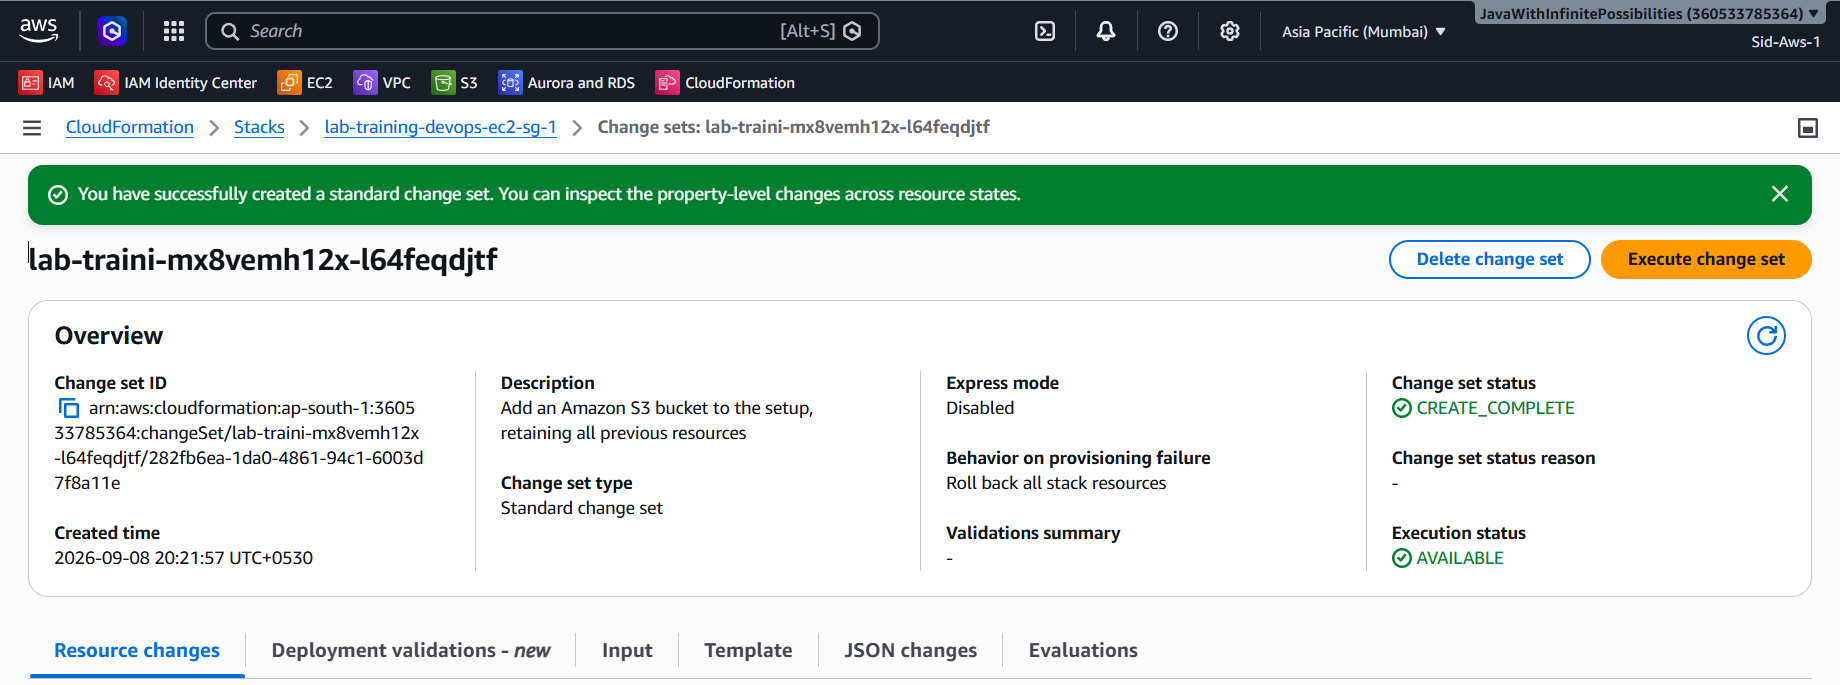 aws
Search [Alt+S]
Asia Pacific (Mumbai) ▼
JavaWithInfinitePossibilities (360533785364) ▼
Sid-Aws-1
IAM
IAM Identity Center
EC2
VPC
S3
Aurora and RDS
CloudFormation
CloudFormation > Stacks > lab-training-devops-ec2-sg-1 > Change sets: lab-traini-mx8vemh12x-l64feqdjtf
You have successfully created a standard change set. You can inspect the property-level changes across resource states.
lab-traini-mx8vemh12x-l64feqdjtf
Delete change set
Execute change set
Overview
Change set ID
arn:aws:cloudformation:ap-south-1:3605
33785364:changeSet/lab-traini-mx8vemh12x
-l64feqdjtf/282fb6ea-1da0-4861-94c1-6003d
7f8a11e
Created time
2026-09-08 20:21:57 UTC+0530
Description
Add an Amazon S3 bucket to the setup,
retaining all previous resources
Change set type
Standard change set
Express mode
Disabled
Behavior on provisioning failure
Roll back all stack resources
Validations summary
-
Change set status
CREATE_COMPLETE
Change set status reason
-
Execution status
AVAILABLE
Resource changes
Deployment validations - new
Input
Template
JSON changes
Evaluations